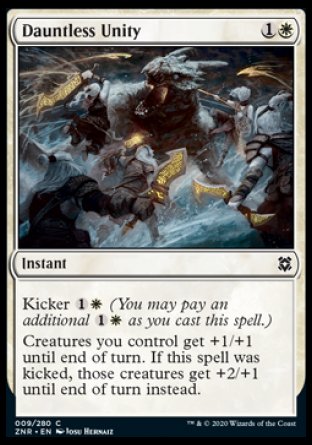 Dauntless Unity 1
Instant
Kicker 1 (You may pay an
additional 1 as you cast this spell.)
Creatures you control get +1/+1
until end of turn. If this spell was
kicked, those creatures get +2/+1
until end of turn instead.
009/280 C
ZNR • EN Iosu Hernaiz
™ & © 2020 Wizards of the Coast